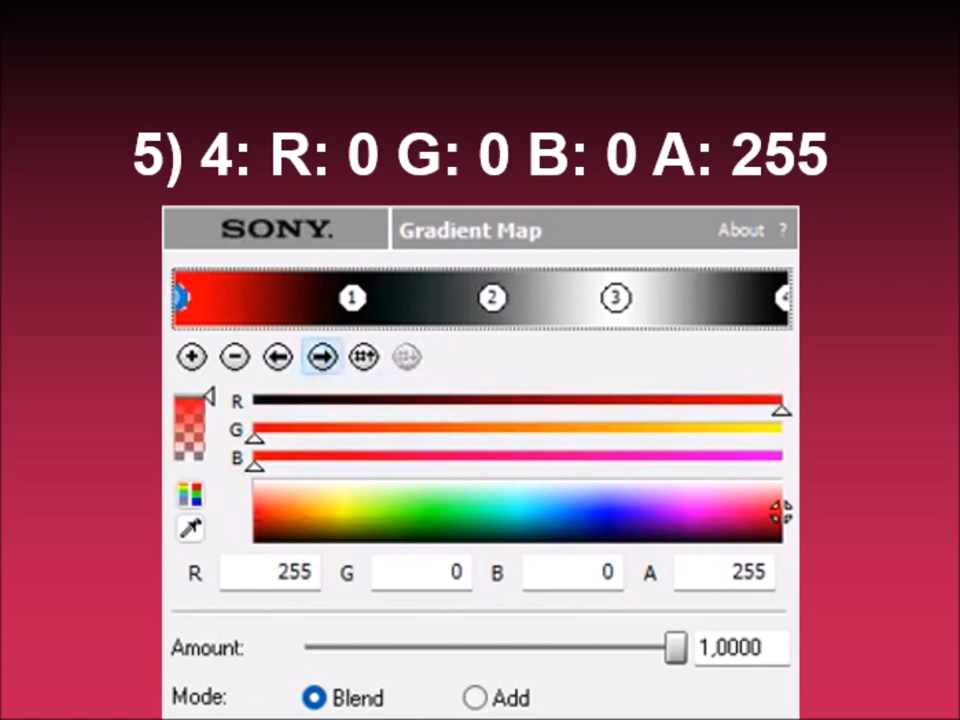 5) 4: R: 0 G: 0 B: 0 A: 255
SONY. Gradient Map About ?
1 2 3 4
R
G
B
R 255 G 0 B 0 A 255
Amount: 1,0000
Mode: Blend Add